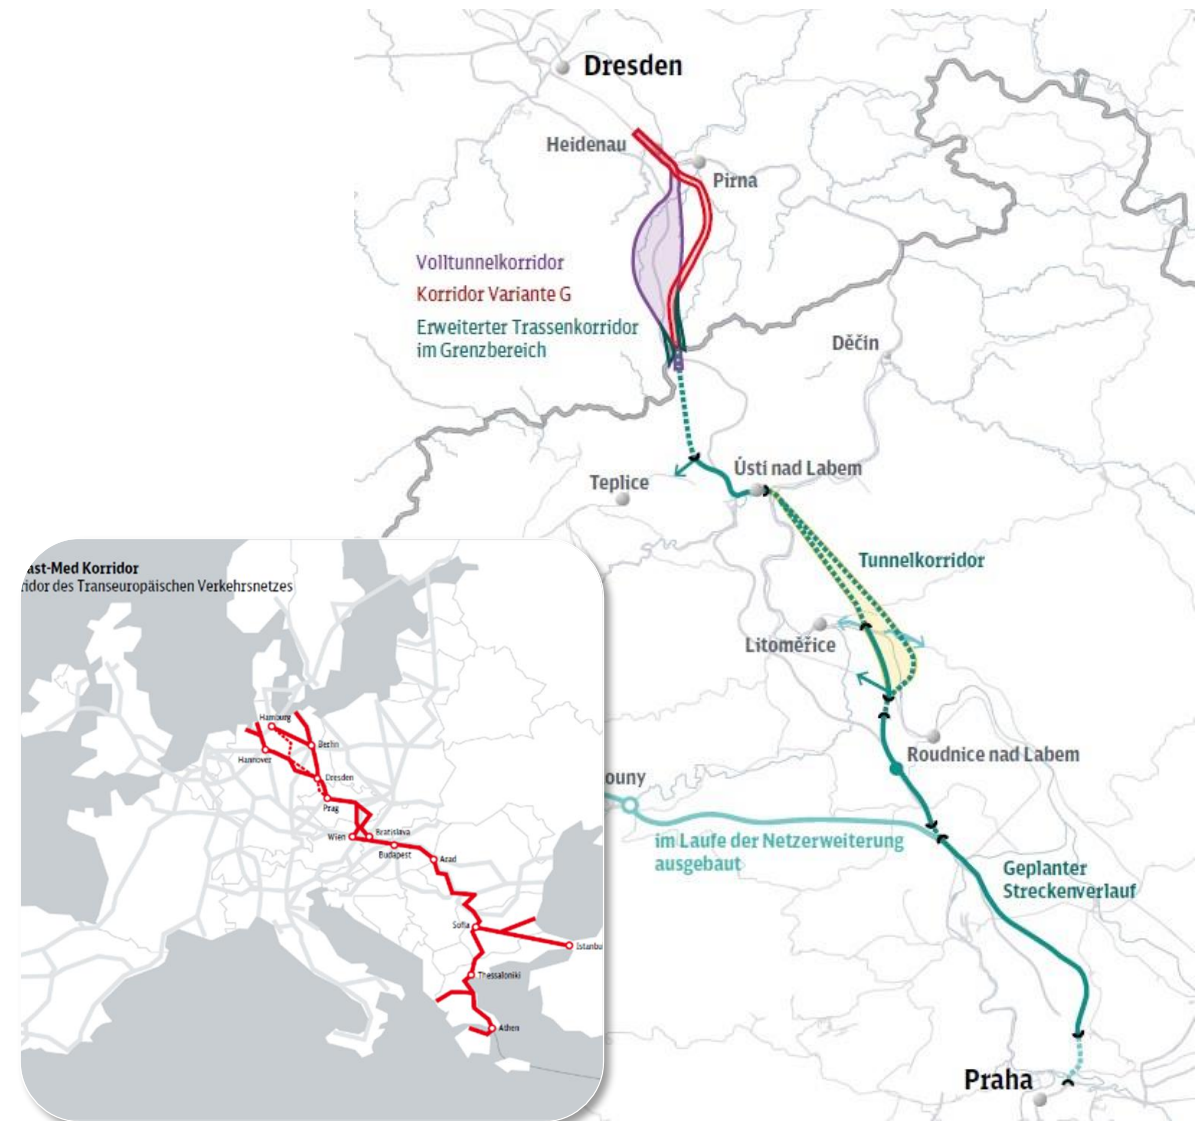 Dresden
Heidenau
Pirna
Volltunnelkorridor
Korridor Variante G
Erweiterter Trassenkorridor
im Grenzbereich
Děčín
Ústí nad Labem
Teplice
Tunnelkorridor
Litoměřice
Roudnice nad Labem
ouny
im Laufe der Netzerweiterung
ausgebaut
Geplanter
Streckenverlauf
Praha
ast-Med Korridor
ridor des Transeuropäischen Verkehrsnetzes
Hamburg
Berlin
Hannover
Dresden
Prag
Wien
Bratislava
Budapest
Arad
Sofia
Istanbu
Thessaloniki
Athen